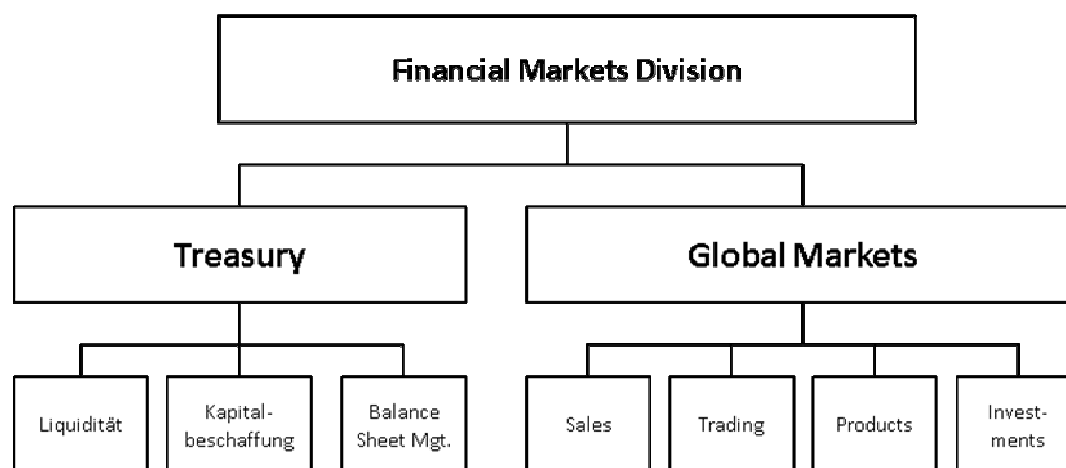 Financial Markets Division
Treasury
Global Markets
Liquidität
Kapital-
beschaffung
Balance
Sheet Mgt.
Sales
Trading
Products
Invest-
ments